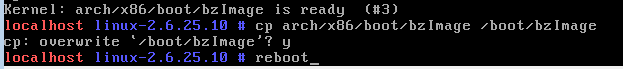 Kernel: arch/x86/boot/bzImage is ready  (#3)
localhost linux-2.6.25.10 # cp arch/x86/boot/bzImage /boot/bzImage
cp: overwrite `/boot/bzImage'? y
localhost linux-2.6.25.10 # reboot_